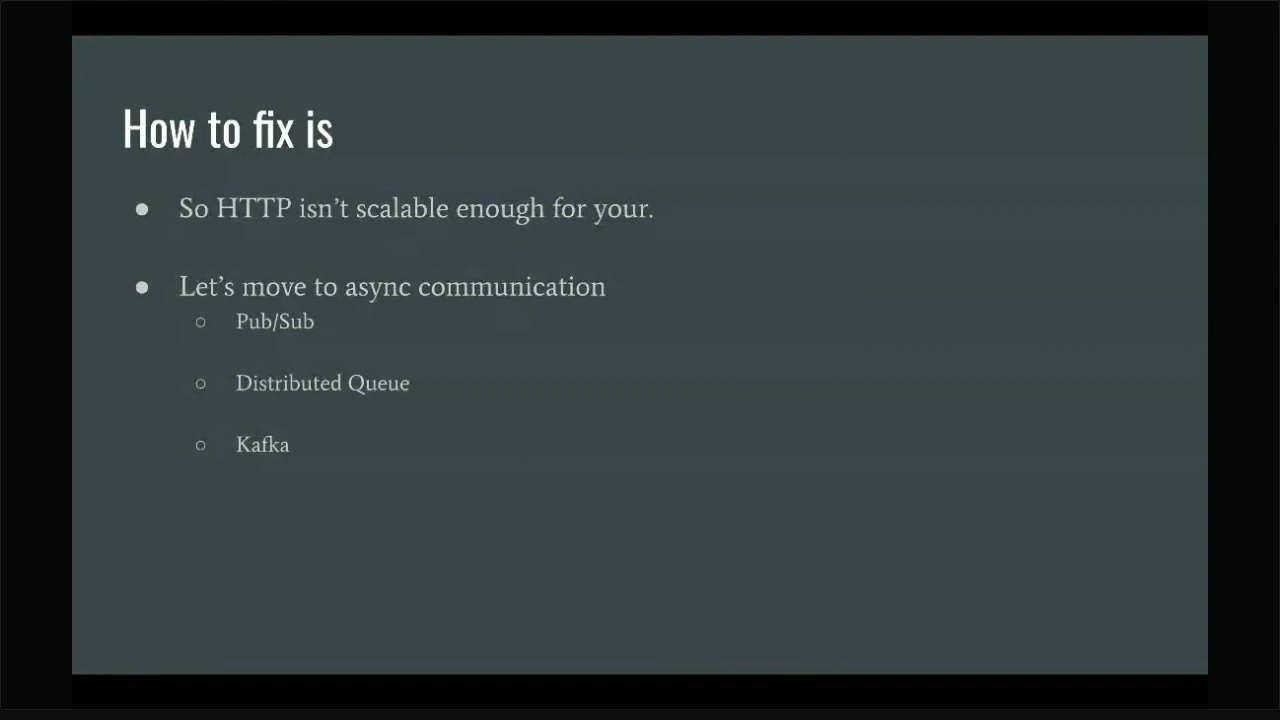 How to fix is
● So HTTP isn’t scalable enough for your.
● Let’s move to async communication
○ Pub/Sub
○ Distributed Queue
○ Kafka